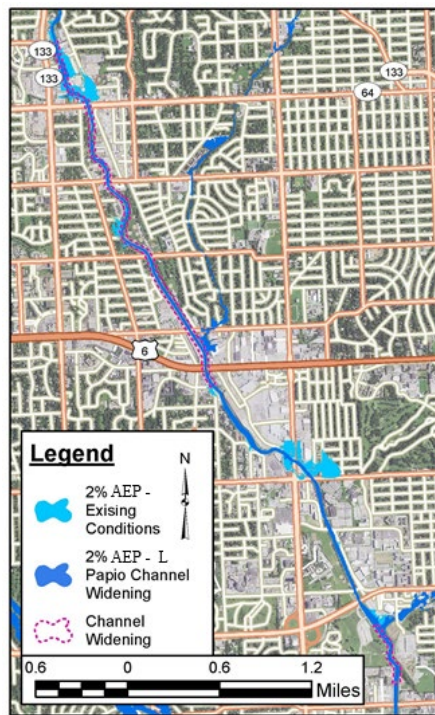 133
133
133
64
6
Legend
N
2% AEP -
Exising
Conditions
2% AEP - L
Papio Channel
Widening
Channel
Widening
0.6 0 0.6 1.2
Miles